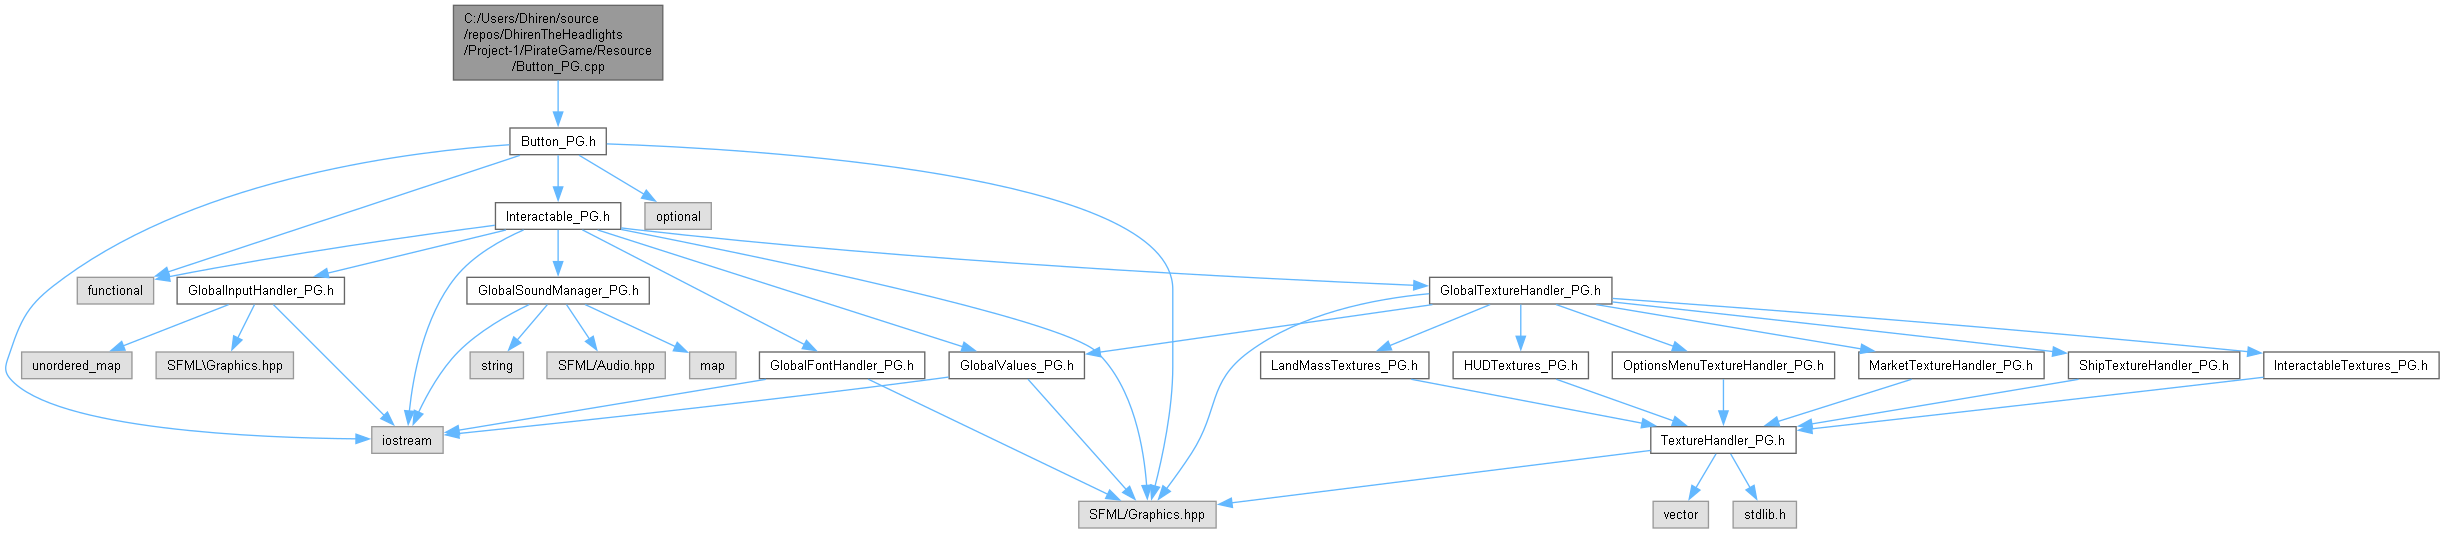 C:/Users/Dhiren/source
/repos/DhirenTheHeadlights
/Project-1/PirateGame/Resource
/Button_PG.cpp
Button_PG.h
Interactable_PG.h
optional
functional
GlobalInputHandler_PG.h
GlobalSoundManager_PG.h
GlobalTextureHandler_PG.h
unordered_map
SFML\Graphics.hpp
string
SFML/Audio.hpp
map
GlobalFontHandler_PG.h
GlobalValues_PG.h
LandMassTextures_PG.h
HUDTextures_PG.h
OptionsMenuTextureHandler_PG.h
MarketTextureHandler_PG.h
ShipTextureHandler_PG.h
InteractableTextures_PG.h
iostream
TextureHandler_PG.h
SFML/Graphics.hpp
vector
stdlib.h